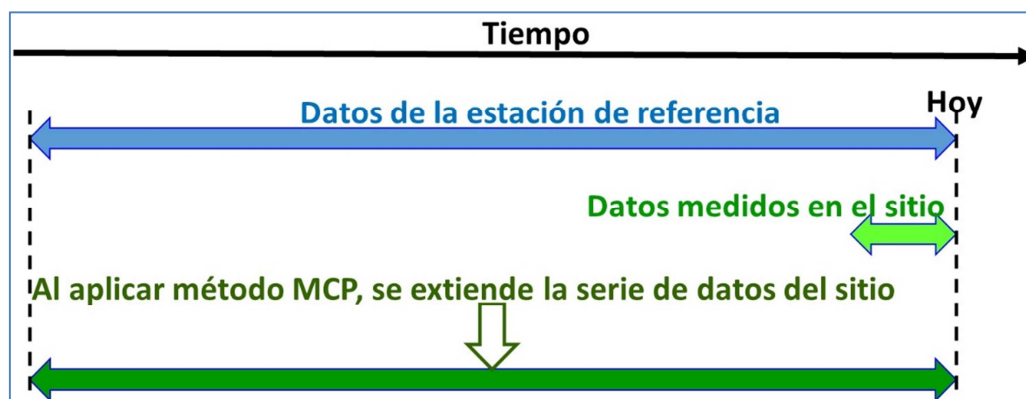 Tiempo
Hoy
Datos de la estación de referencia
Datos medidos en el sitio
Al aplicar método MCP, se extiende la serie de datos del sitio